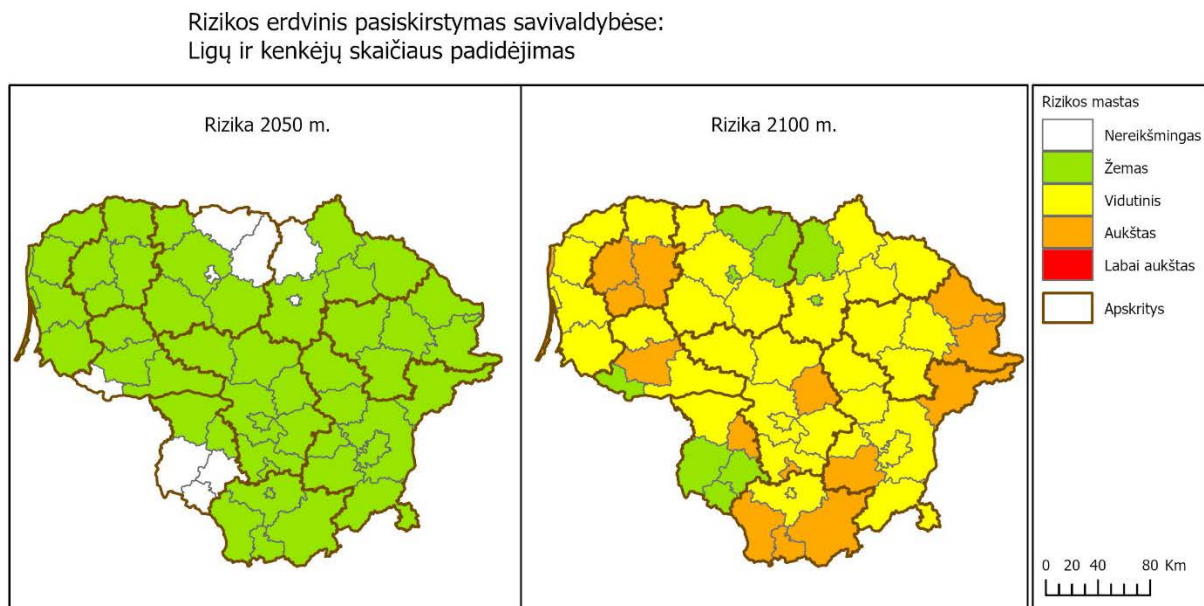 Rizikos erdvinis pasiskirstymas savivaldybėse:
Ligų ir kenkėjų skaičiaus padidėjimas
Rizika 2050 m.
Rizika 2100 m.
Rizikos mastas
Nereikšmingas
Žemas
Vidutinis
Aukštas
Labai aukštas
Apskritys
0 20 40 80 Km